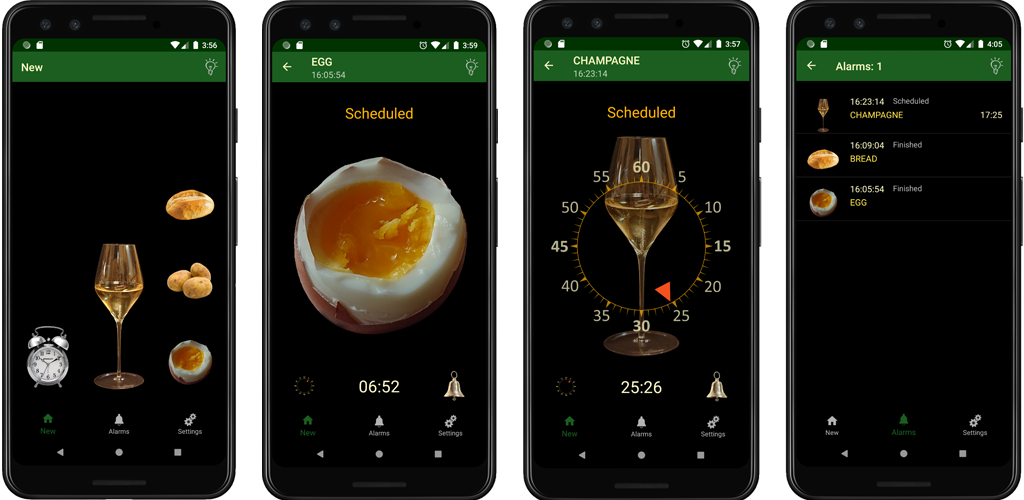 3:56
New
New
Alarms
Settings
3:59
EGG
16:05:54
Scheduled
06:52
New
Alarms
Settings
3:57
CHAMPAGNE
16:23:14
Scheduled
60
55
5
50
10
45
15
40
20
35
25
30
25:26
New
Alarms
Settings
4:05
Alarms: 1
16:23:14 Scheduled
CHAMPAGNE 17:25
16:09:04 Finished
BREAD
16:05:54 Finished
EGG
New
Alarms
Settings